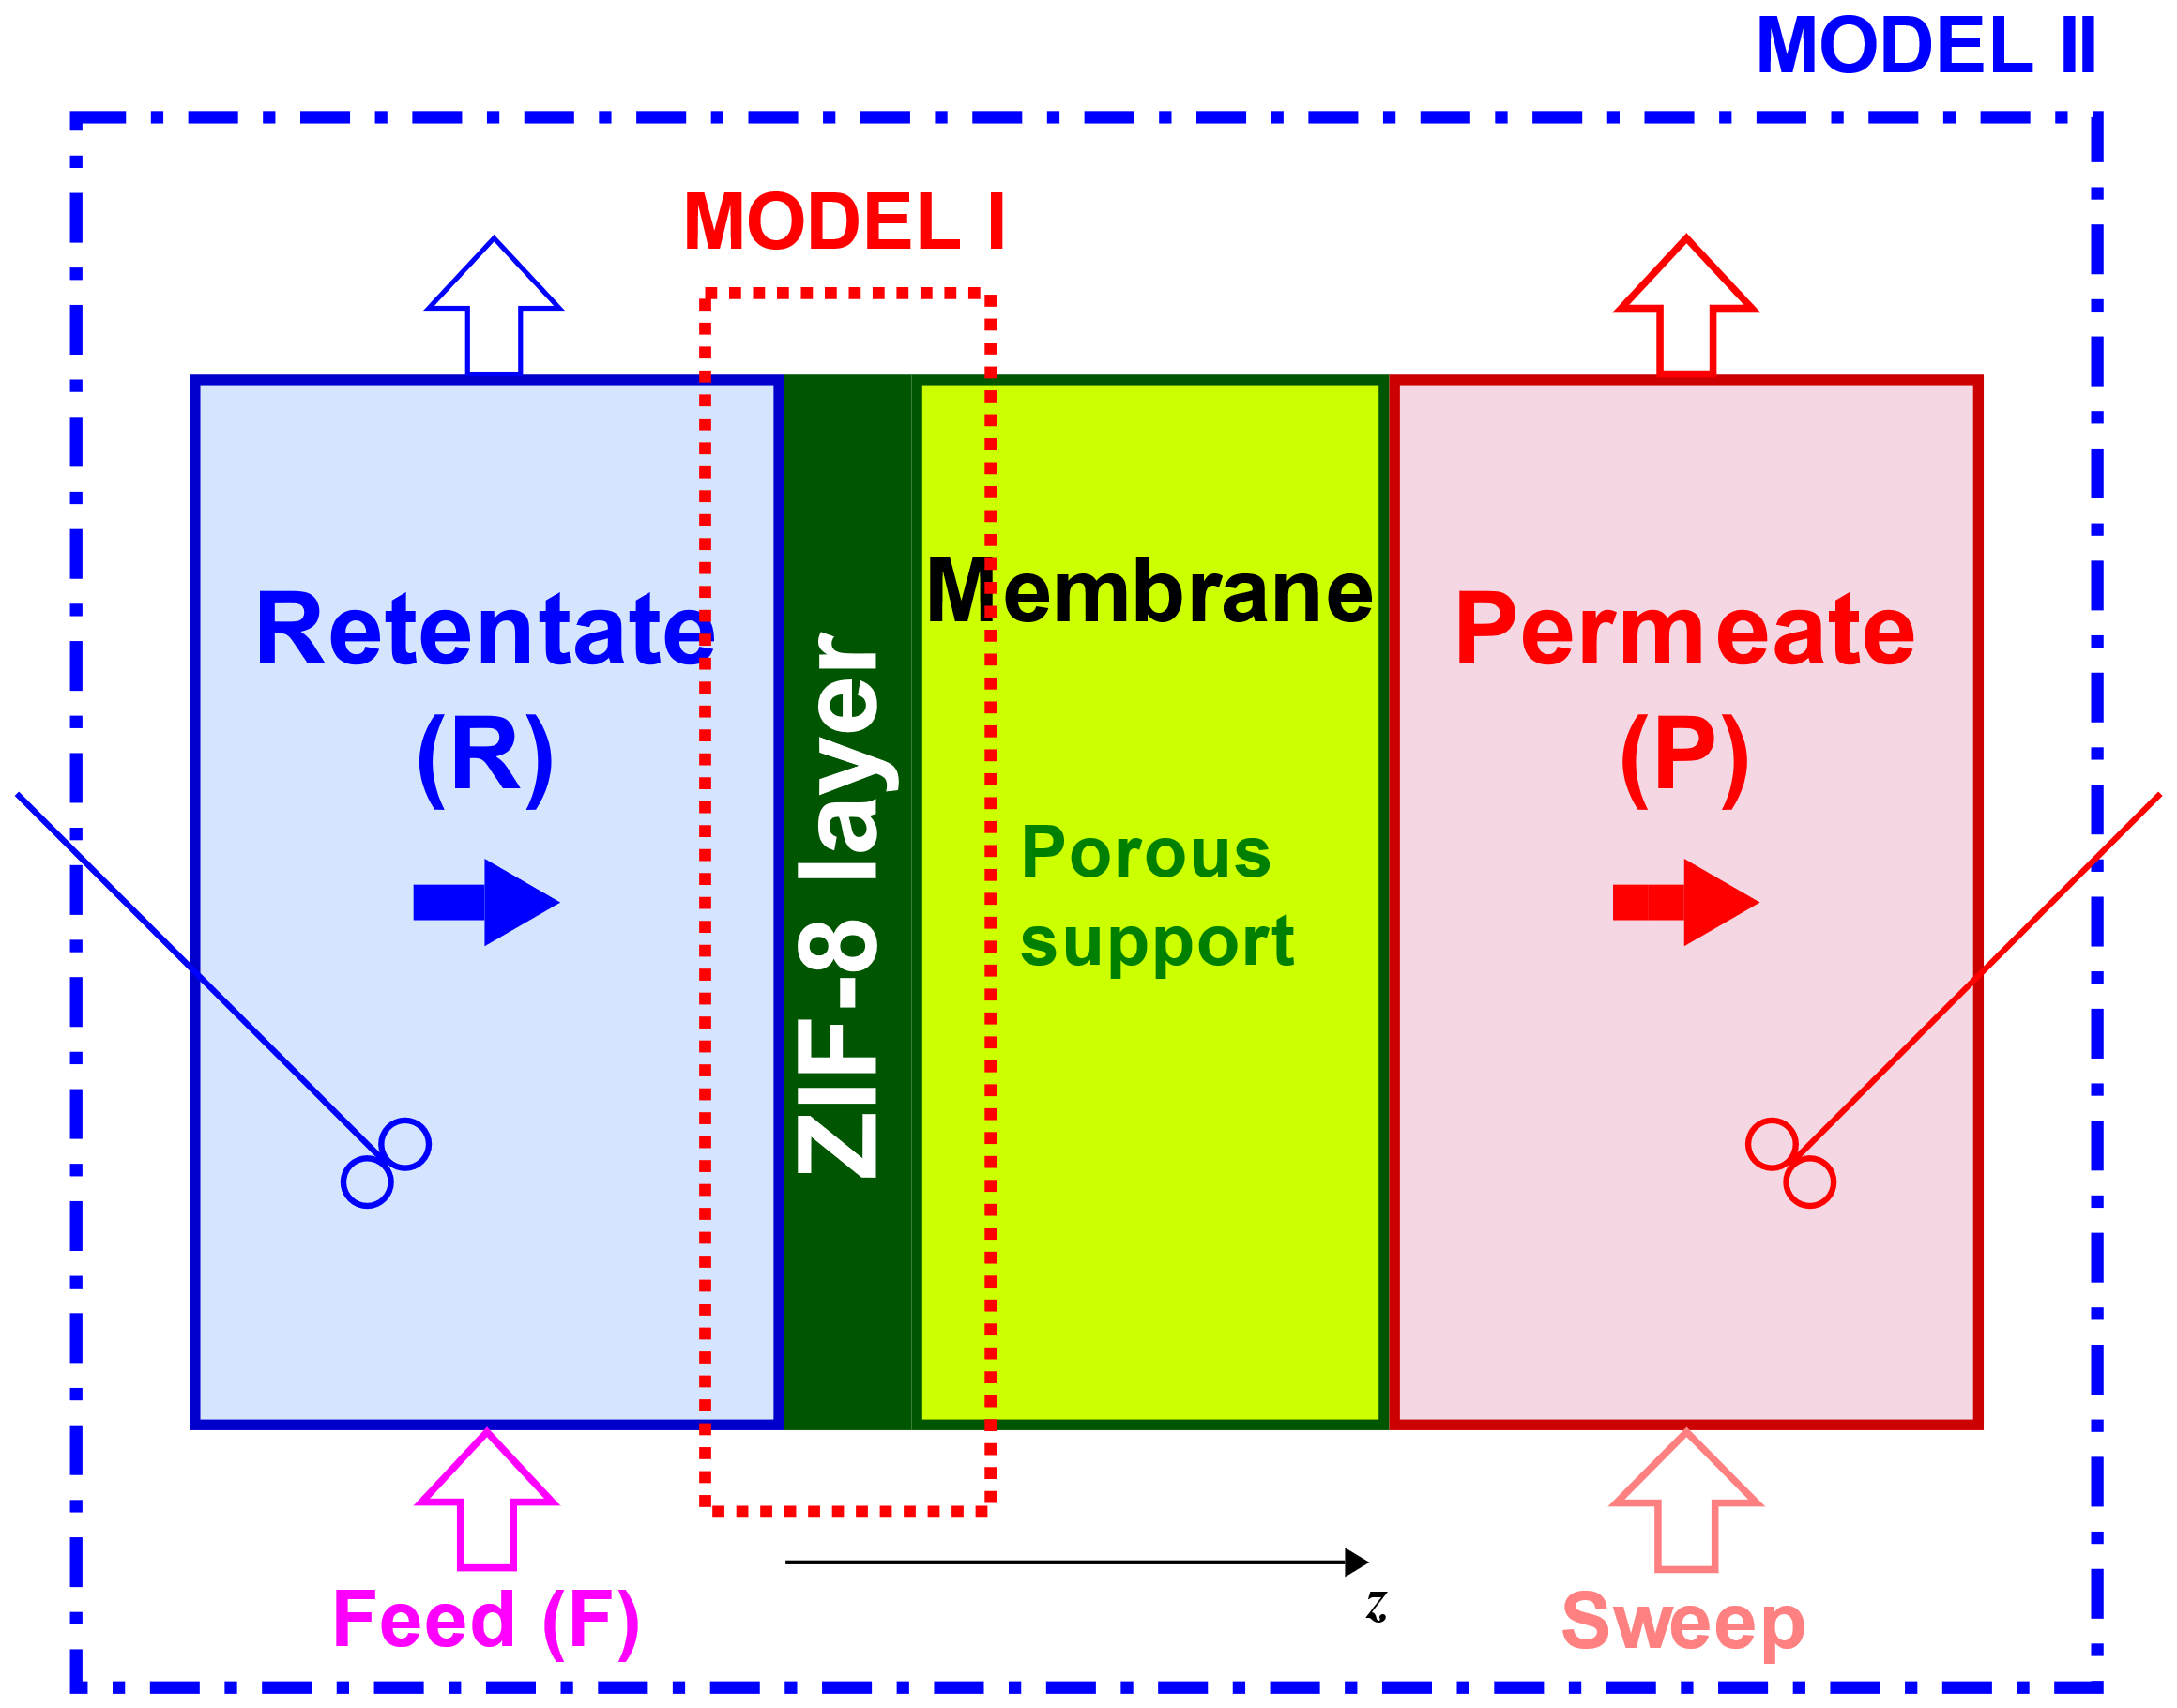 MODEL II
MODEL I
Retentate
(R)
ZIF-8 layer
Membrane
Porous
support
Permeate
(P)
z
Feed (F)
Sweep